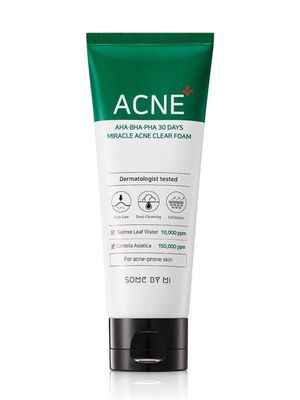 ACNE
AHA·BHA·PHA 30 DAYS
MIRACLE ACNE CLEAR FOAM
Dermatologist tested
Acne Care
Deep-Cleansing
Exfoliation
Teatree Leaf Water 10,000 ppm
Centella Asiatica 150,000 ppm
For acne-prone skin
SOME BY MI